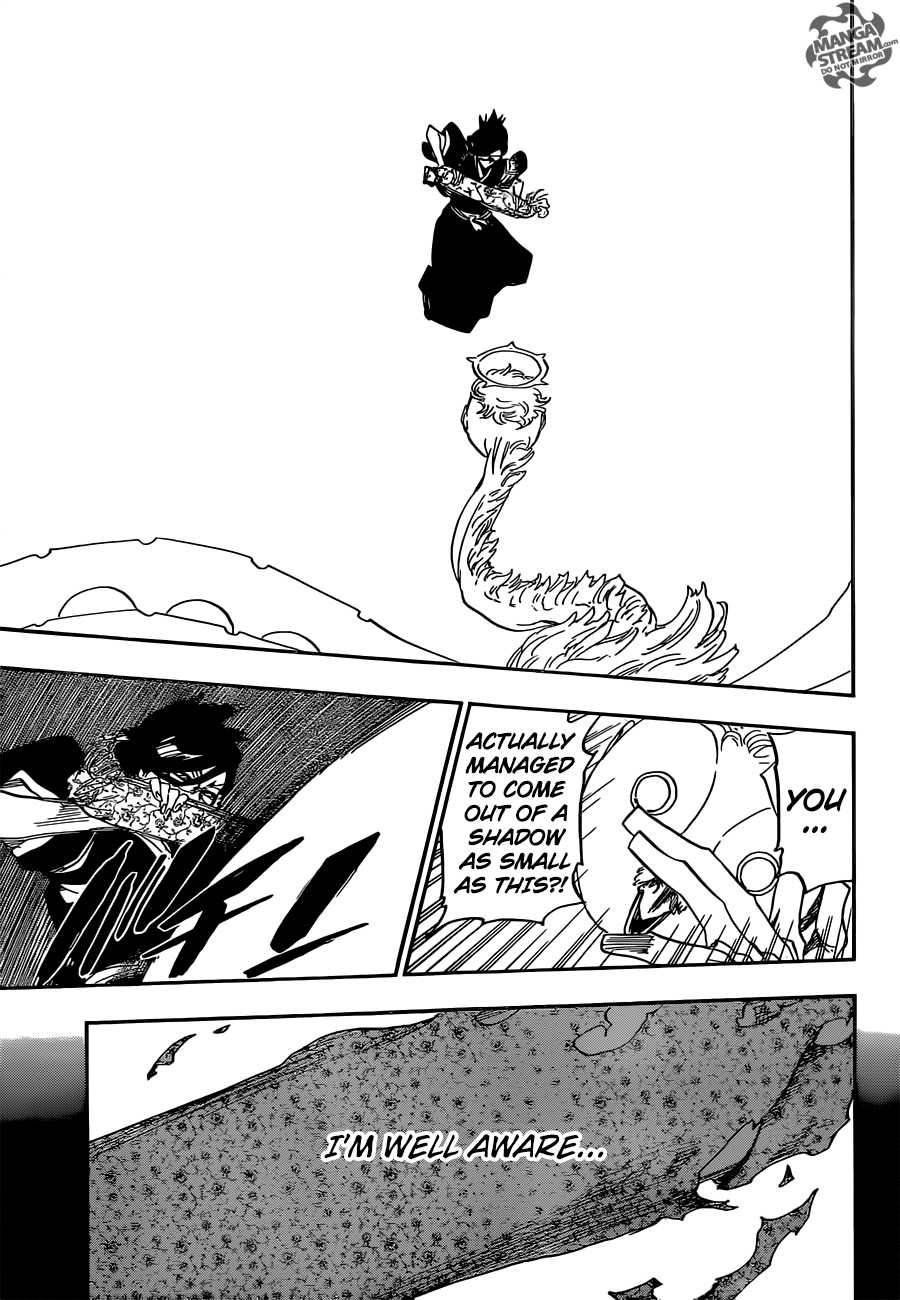 MANGA
STREAM.com
DO NOT MIRROR
YOU
...
ACTUALLY
MANAGED
TO COME
OUT OF A
SHADOW
AS SMALL
AS THIS?!
I'M WELL AWARE...